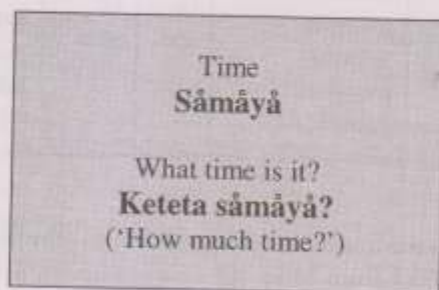 Time
Såmåyå
What time is it?
Keteta såmåyå?
(‘How much time?’)